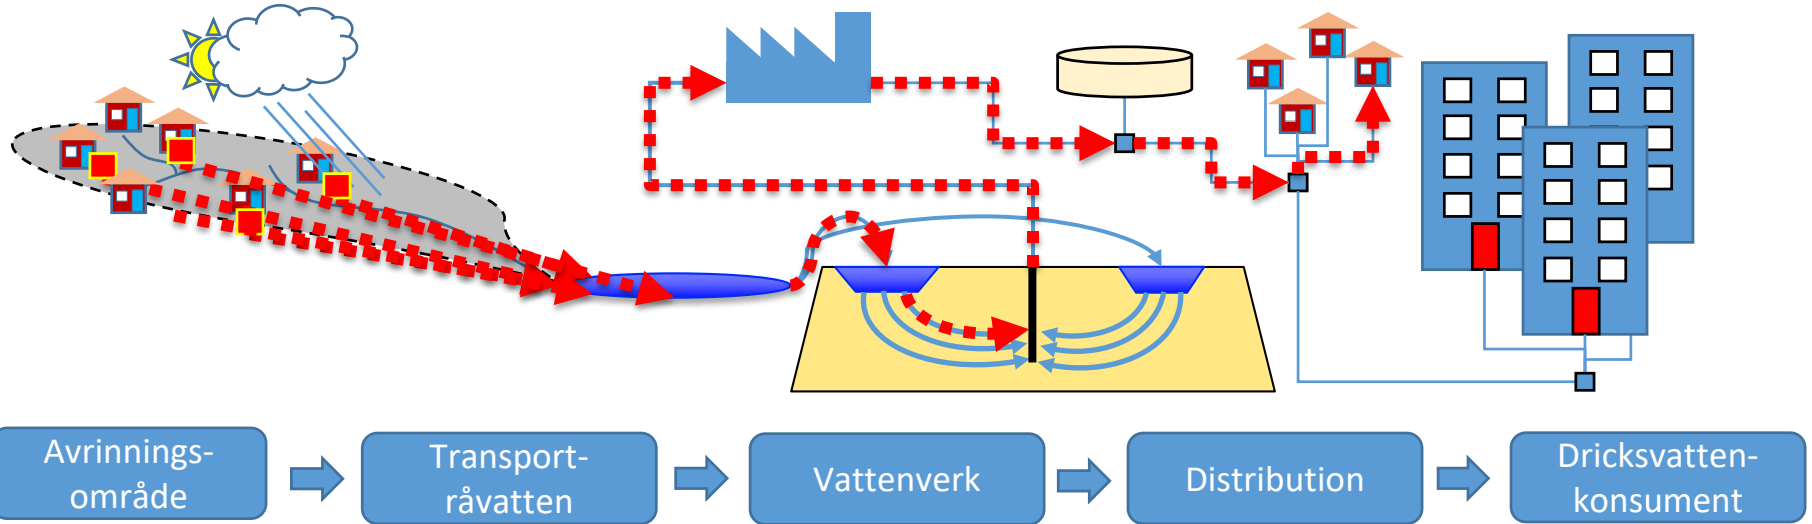 Avrinnings-
område
Transport-
råvatten
Vattenverk
Distribution
Dricksvatten-
konsument